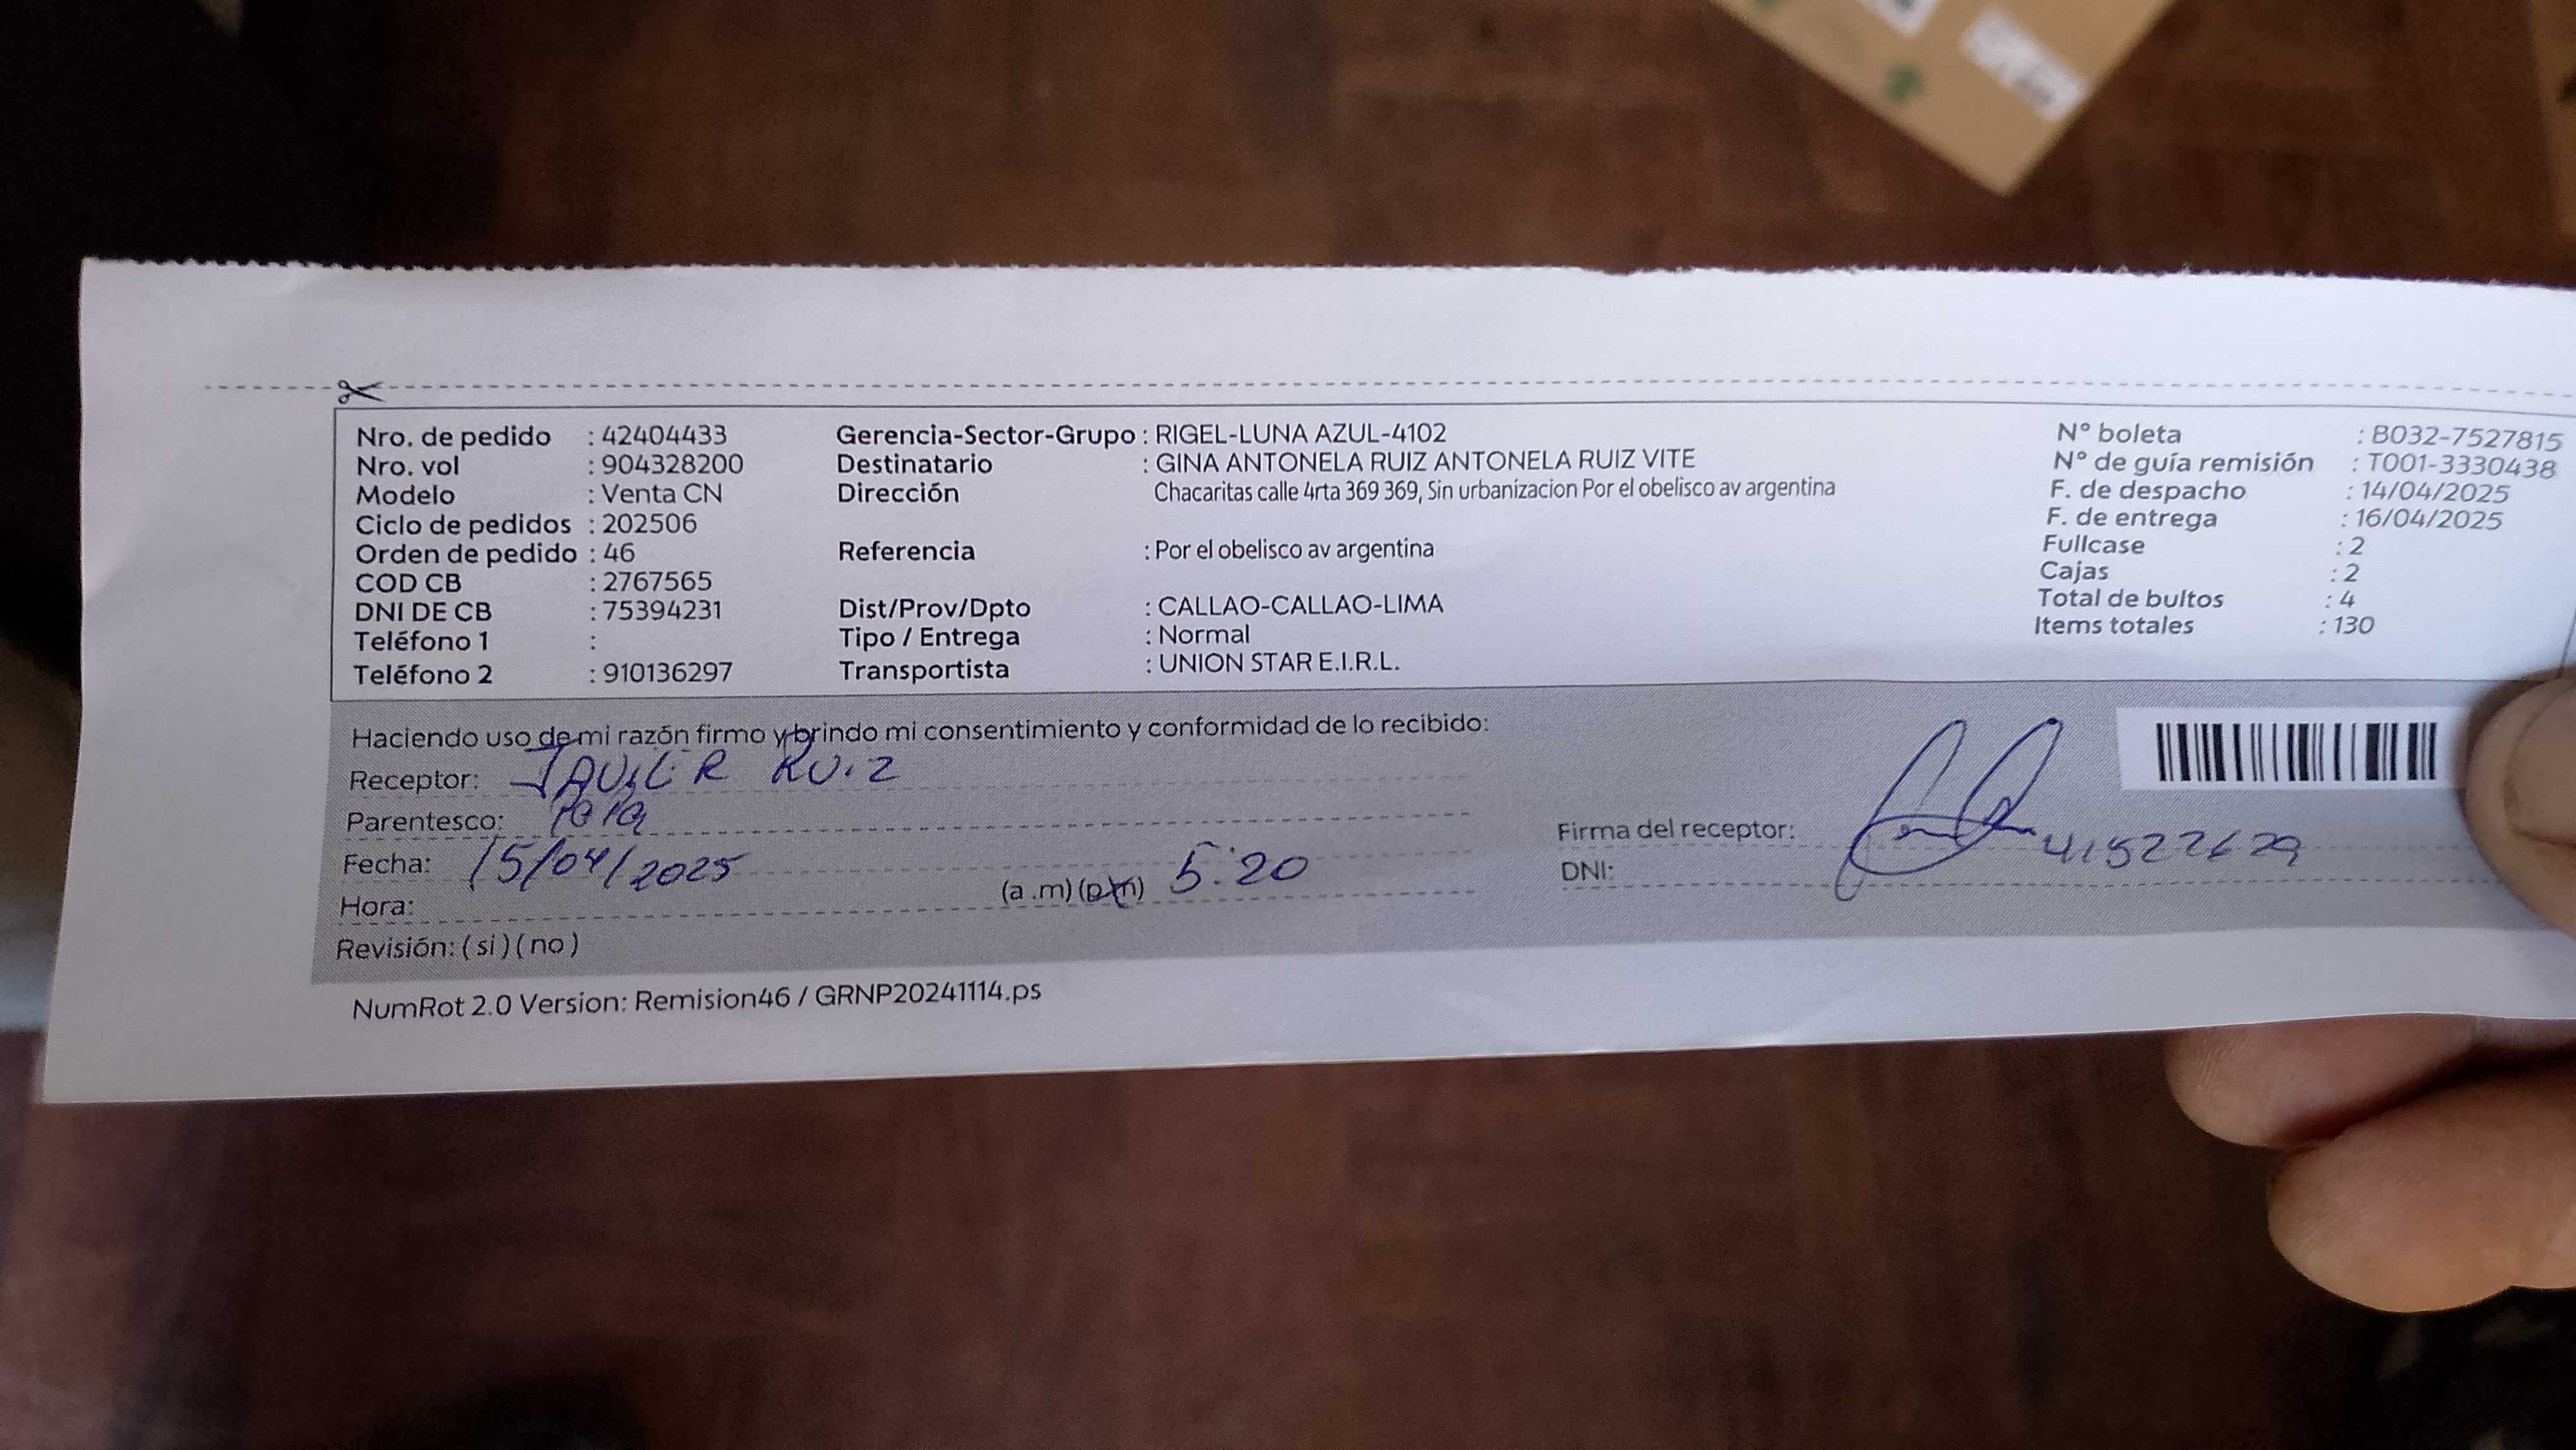 Nro. de pedido : 42404433
Nro. vol : 904328200
Modelo : Venta CN
Ciclo de pedidos : 202506
Orden de pedido : 46
COD CB : 2767565
DNI DE CB : 75394231
Teléfono 1 :
Teléfono 2 : 910136297
Gerencia-Sector-Grupo : RIGEL-LUNA AZUL-4102
Destinatario : GINA ANTONELA RUIZ ANTONELA RUIZ VITE
Dirección Chacaritas calle 4rta 369 369, Sin urbanizacion Por el obelisco av argentina
Referencia : Por el obelisco av argentina
Dist/Prov/Dpto : CALLAO-CALLAO-LIMA
Tipo / Entrega : Normal
Transportista : UNION STAR E.I.R.L.
N° boleta : B032-7527815
N° de guía remisión : T001-3330438
F. de despacho : 14/04/2025
F. de entrega : 16/04/2025
Fullcase : 2
Cajas : 2
Total de bultos : 4
Items totales : 130
Haciendo uso de mi razón firmo y brindo mi consentimiento y conformidad de lo recibido:
Receptor: RUIZ
Parentesco:
Fecha: 15/04/2025
Hora: (a .m) (p.m) 5:20
Revisión: ( si ) ( no )
Firma del receptor:
DNI: 41522629
NumRot 2.0 Version: Remision46 / GRNP20241114.ps